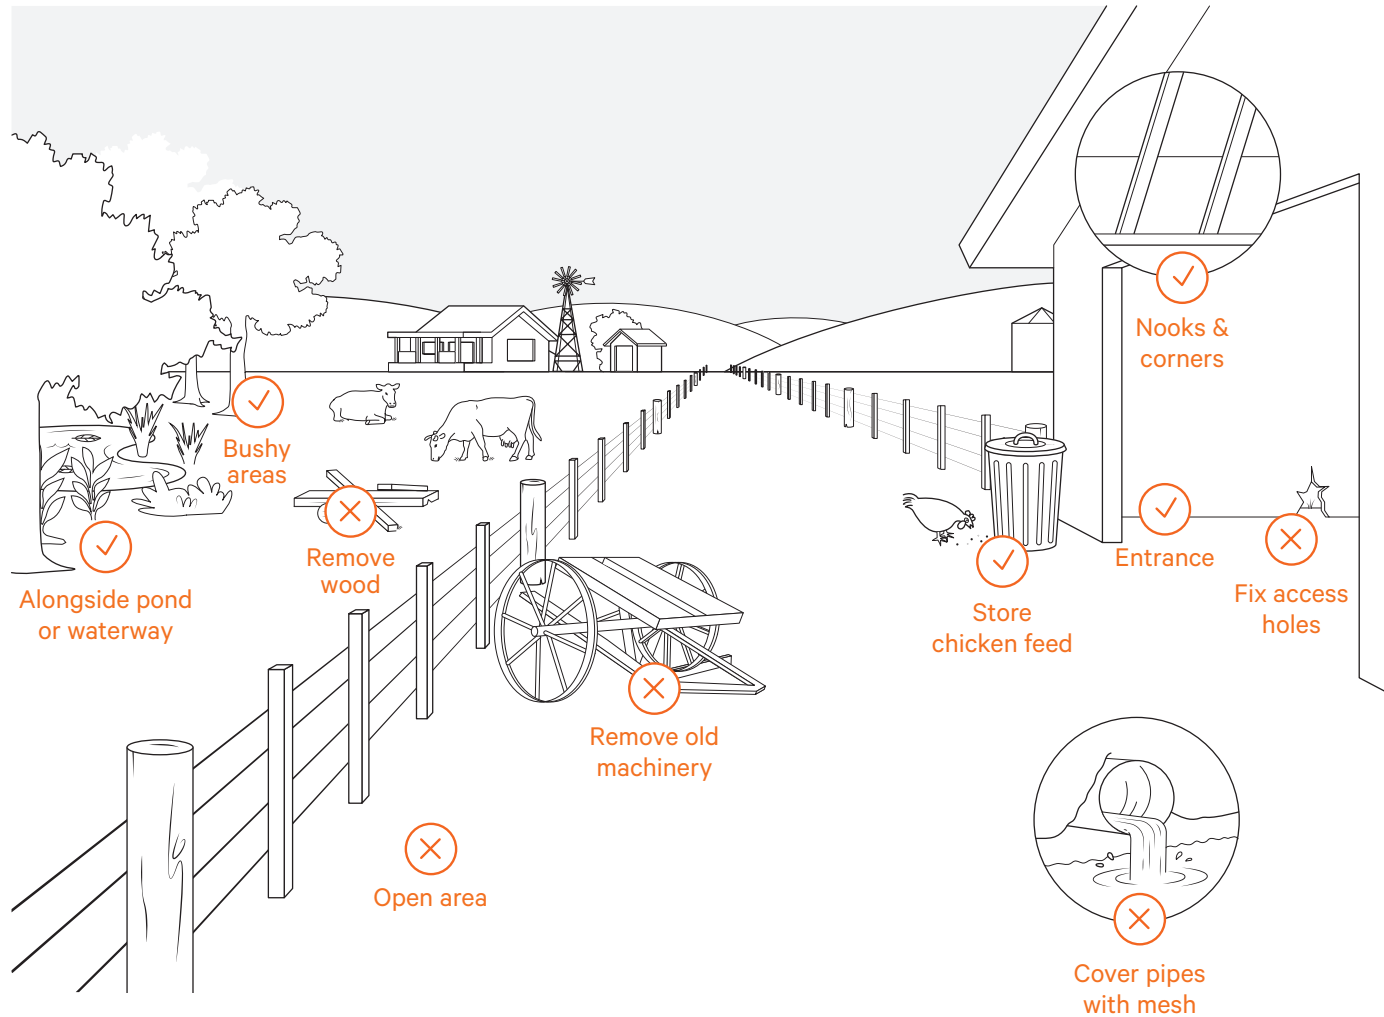 Nooks &
corners
Bushy
areas
Remove
wood
Entrance
Alongside pond
or waterway
Fix access
holes
Store
chicken feed
Remove old
machinery
Open area
Cover pipes
with mesh